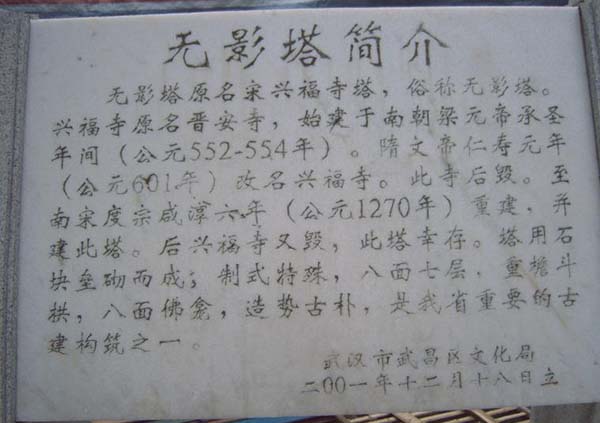 无影塔简介
无影塔原名宋兴福寺塔，俗称无影塔。
兴福寺原名晋安寺，始建于南朝梁元帝承圣
年间（公元552-554年）。隋文帝仁寿元年
（公元601年）改名兴福寺。此寺后毁。至
南宋度宗咸淳六年（公元1270年）重建，并
建此塔。后兴福寺又毁，此塔幸存。塔用石
块垒砌而成；制式特殊，八面七层，重檐斗
拱，八面佛龛，造势古朴，是我省重要的古
建构筑之一。
武汉市武昌区文化局
二00一年十二月十八日立